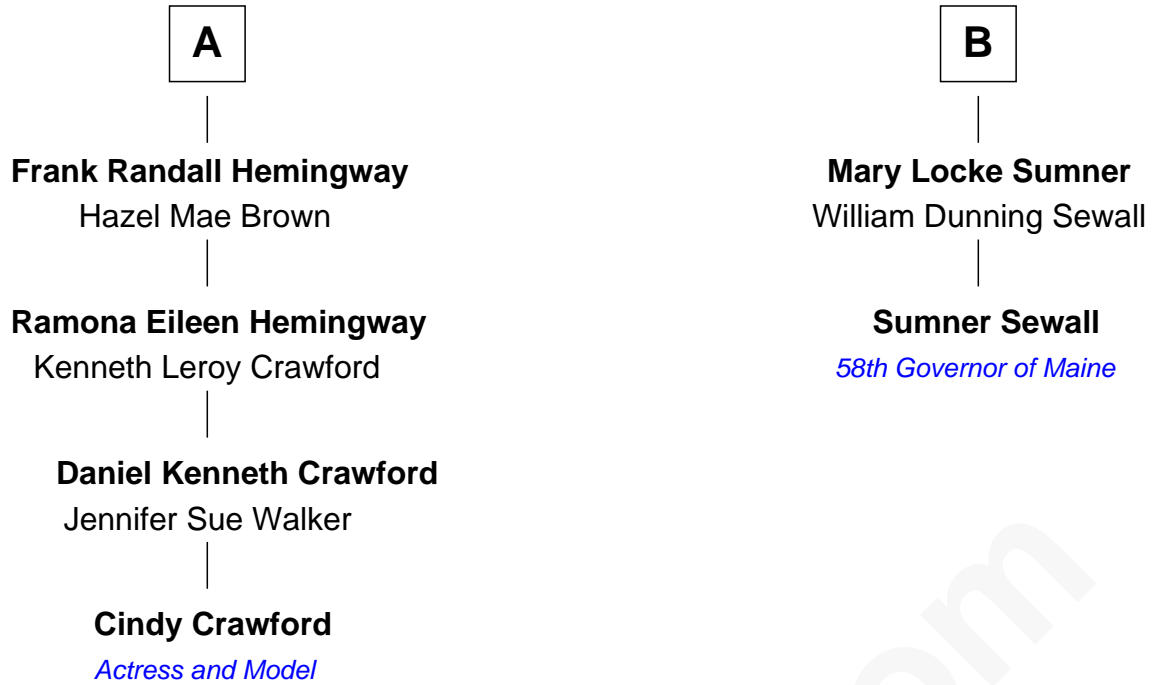 A
Frank Randall Hemingway
Hazel Mae Brown
Ramona Eileen Hemingway
Kenneth Leroy Crawford
Daniel Kenneth Crawford
Jennifer Sue Walker
Cindy Crawford
Actress and Model
B
Mary Locke Sumner
William Dunning Sewall
Sumner Sewall
58th Governor of Maine
om